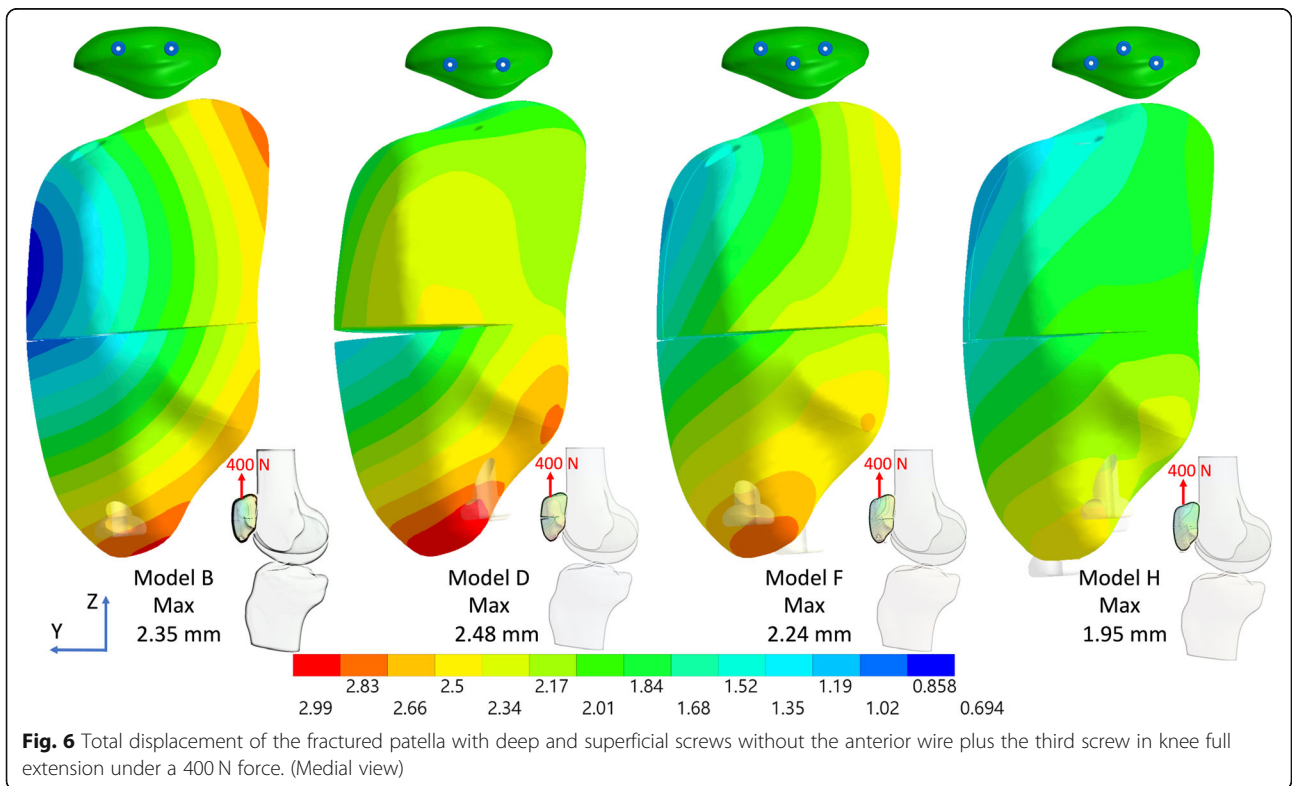 400 N 400 N 400 N 400 N
Model B Model D Model F Model H
Max Max Max Max
2.35 mm 2.48 mm 2.24 mm 1.95 mm
Z
Y
2.83 2.5 2.17 1.84 1.52 1.19 0.858
2.99 2.66 2.34 2.01 1.68 1.35 1.02 0.694
Fig. 6 Total displacement of the fractured patella with deep and superficial screws without the anterior wire plus the third screw in knee full
extension under a 400 N force. (Medial view)